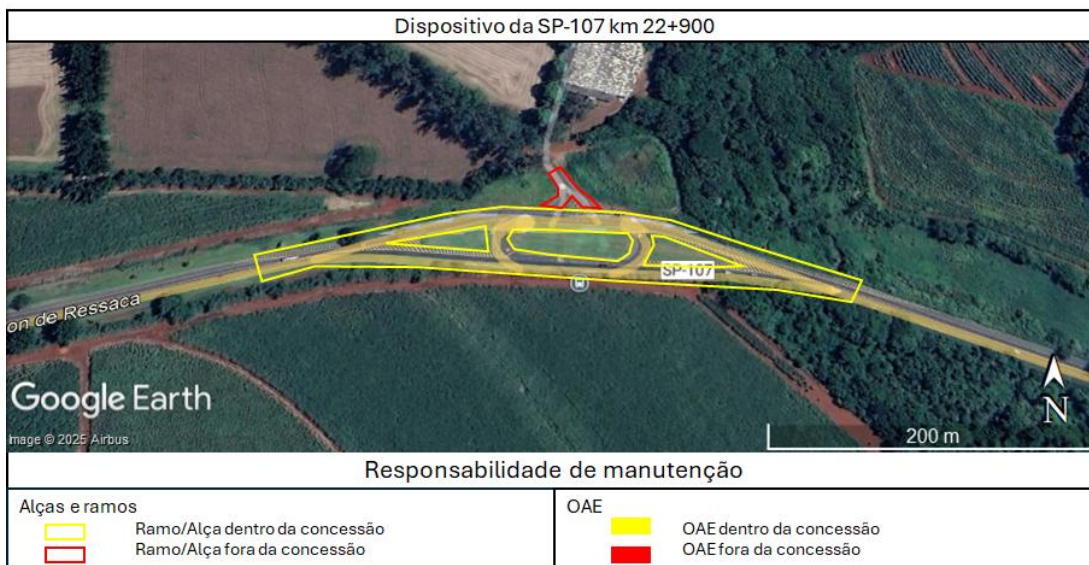 Dispositivo da SP-107 km 22+900
SP-107
on de Ressaca
Google Earth
mage © 2025 Airbus
N
200 m
Responsabilidade de manutenção
Alças e ramos
Ramo/Alça dentro da concessão
Ramo/Alça fora da concessão
OAE
OAE dentro da concessão
OAE fora da concessão